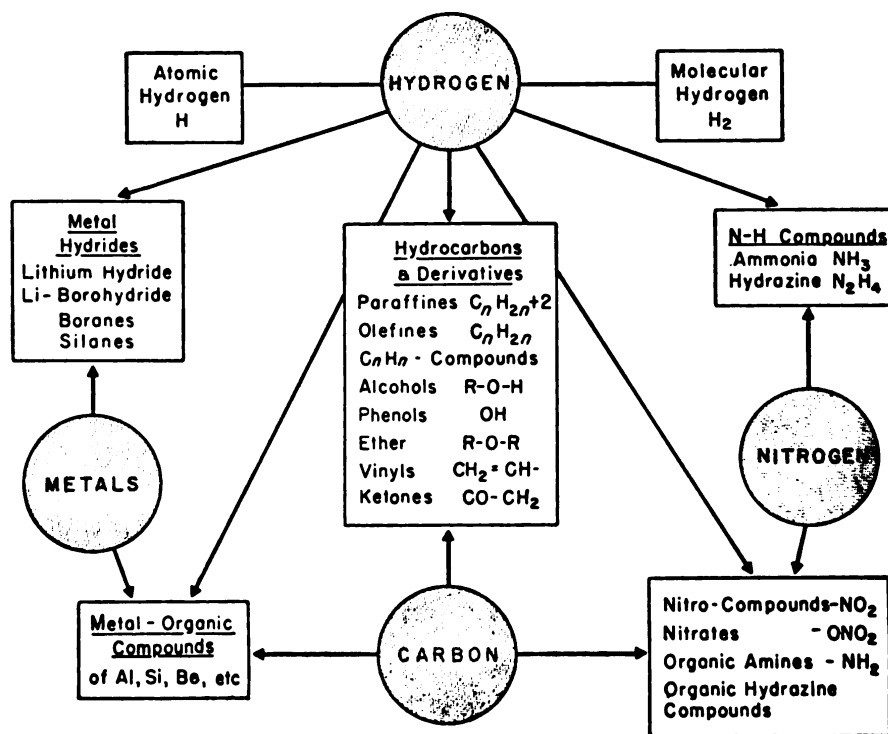 Atomic
Hydrogen
H
HYDROGEN
Molecular
Hydrogen
H2
Metal
Hydrides
Lithium Hydride
Li-Borohydride
Boranes
Silanes
Hydrocarbons
& Derivatives
Paraffines CnH2n+2
Olefines CnH2n
CnHn - Compounds
Alcohols R-O-H
Phenols OH
Ether R-O-R
Vinyls CH2=CH-
Ketones CO-CH2
N-H Compounds
Ammonia NH3
Hydrazine N2H4
METALS
NITROGEN
Metal-Organic
Compounds
of Al, Si, Be, etc
CARBON
Nitro-Compounds-NO2
Nitrates -ONO2
Organic Amines -NH2
Organic Hydrazine
Compounds